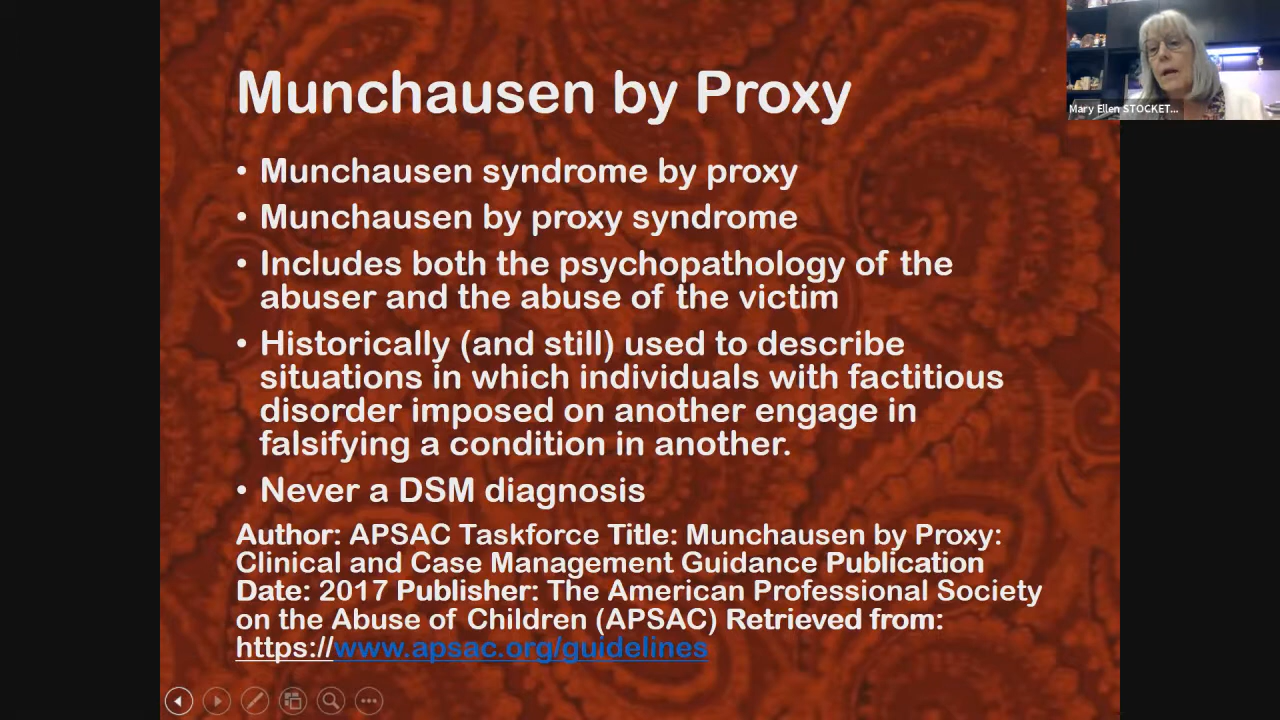 Munchausen by Proxy
Mary Ellen STOCKET...
• Munchausen syndrome by proxy
• Munchausen by proxy syndrome
• Includes both the psychopathology of the
abuser and the abuse of the victim
• Historically (and still) used to describe
situations in which individuals with factitious
disorder imposed on another engage in
falsifying a condition in another.
• Never a DSM diagnosis
Author: APSAC Taskforce Title: Munchausen by Proxy:
Clinical and Case Management Guidance Publication
Date: 2017 Publisher: The American Professional Society
on the Abuse of Children (APSAC) Retrieved from:
https://www.apsac.org/guidelines